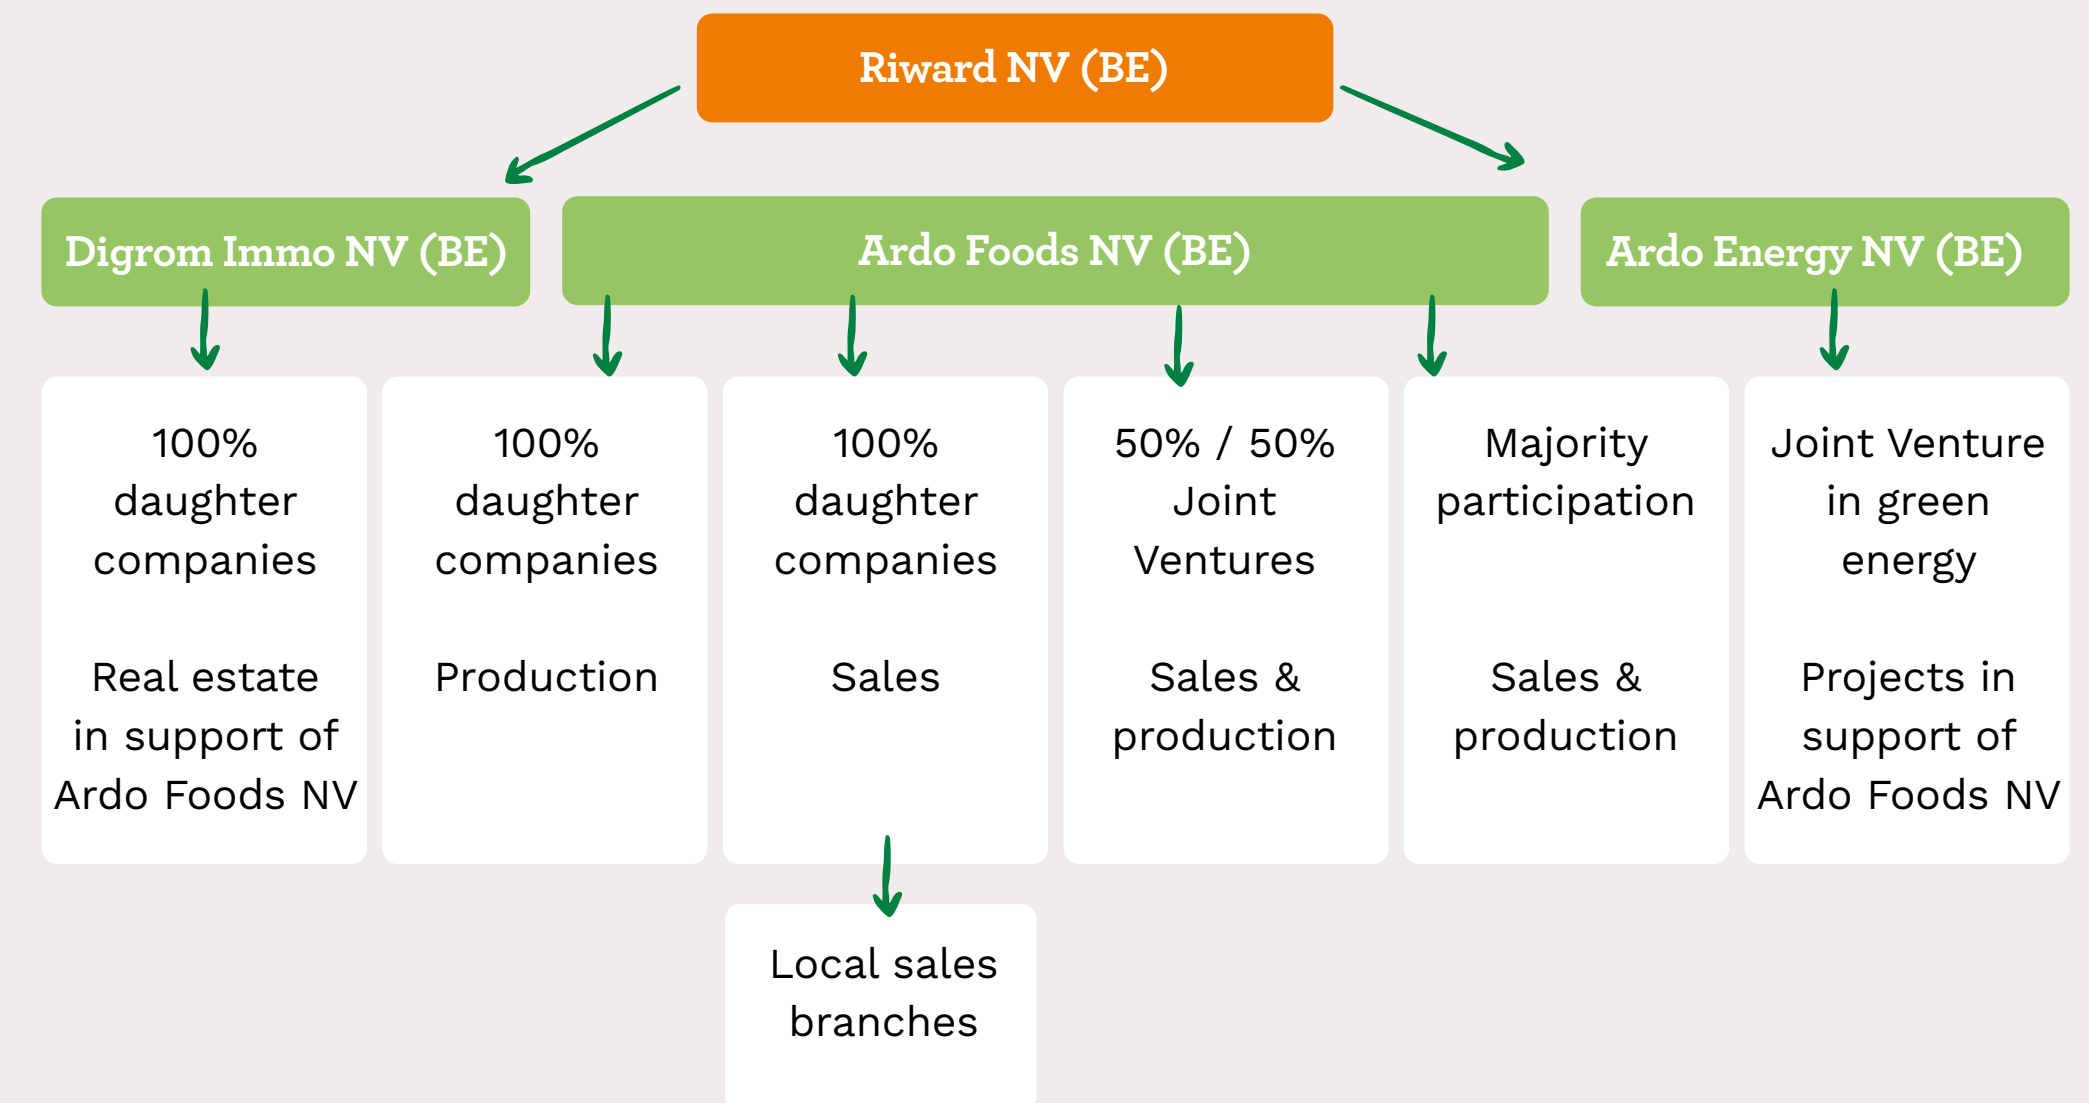 Riward NV (BE)
Digrom Immo NV (BE)
Ardo Foods NV (BE)
Ardo Energy NV (BE)
100%
daughter
companies
Real estate
in support of
Ardo Foods NV
100%
daughter
companies
Production
100%
daughter
companies
Sales
50% / 50%
Joint
Ventures
Sales &
production
Majority
participation
Sales &
production
Joint Venture
in green
energy
Projects in
support of
Ardo Foods NV
Local sales
branches